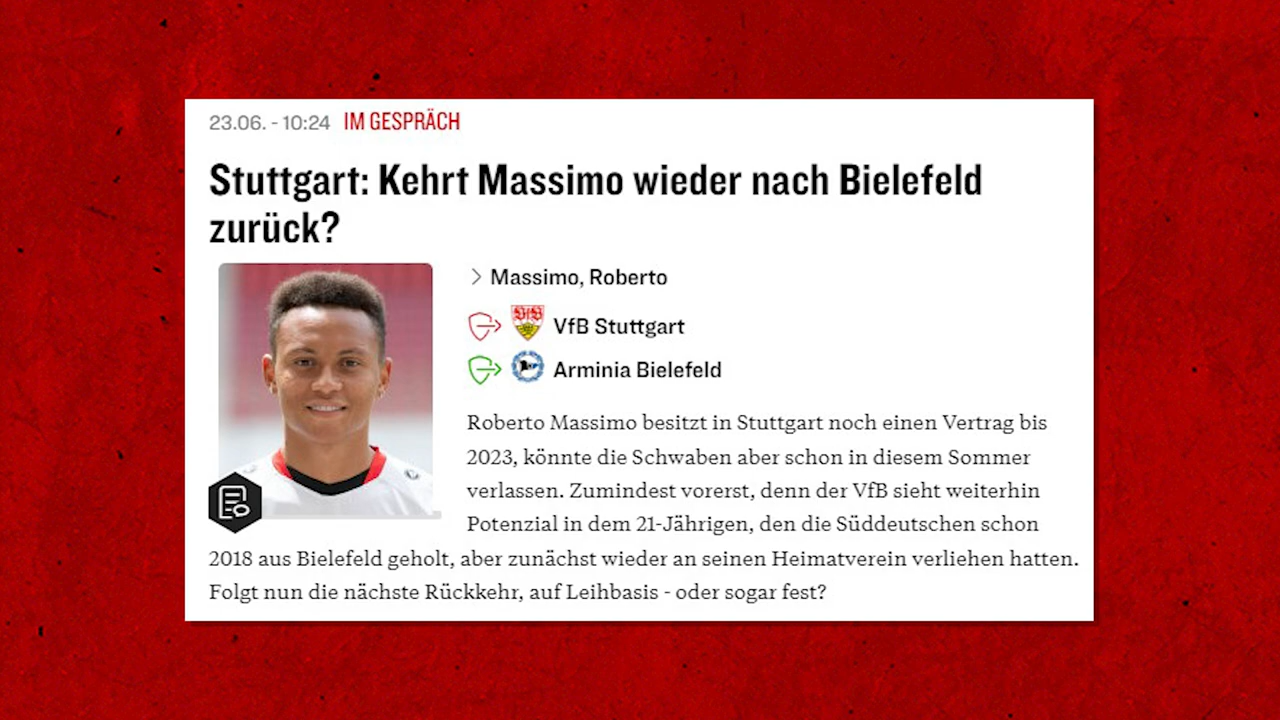 23.06. - 10:24 IM GESPRÄCH
Stuttgart: Kehrt Massimo wieder nach Bielefeld
zurück?
Massimo, Roberto
VfB Stuttgart
Arminia Bielefeld
Roberto Massimo besitzt in Stuttgart noch einen Vertrag bis
2023, könnte die Schwaben aber schon in diesem Sommer
verlassen. Zumindest vorerst, denn der VfB sieht weiterhin
Potenzial in dem 21-Jährigen, den die Süddeutschen schon
2018 aus Bielefeld geholt, aber zunächst wieder an seinen Heimatverein verliehen hatten.
Folgt nun die nächste Rückkehr, auf Leihbasis - oder sogar fest?